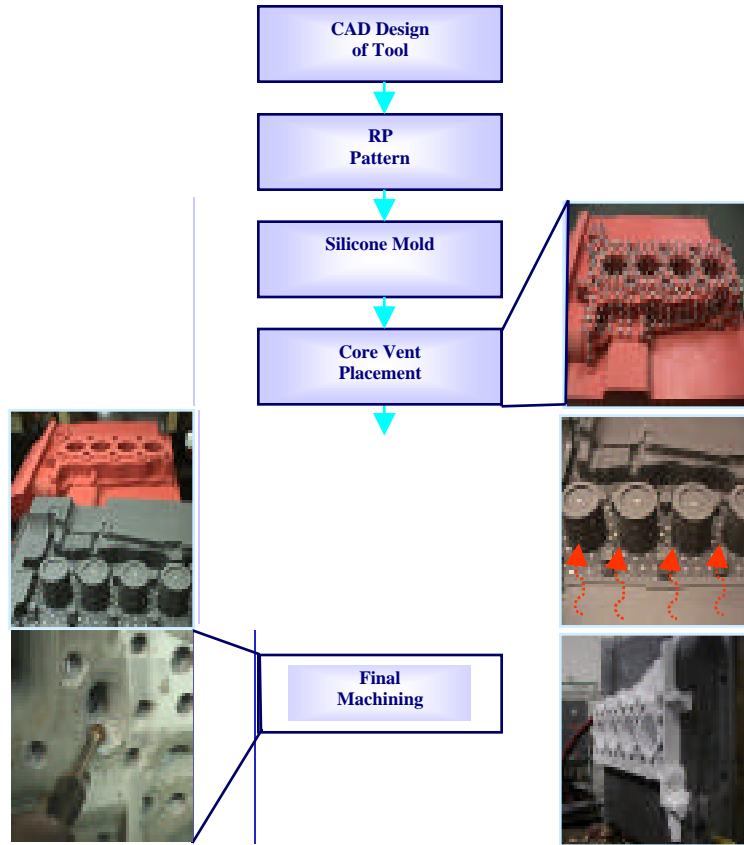 CAD Design
of Tool
RP
Pattern
Silicone Mold
Core Vent
Placement
Final
Machining